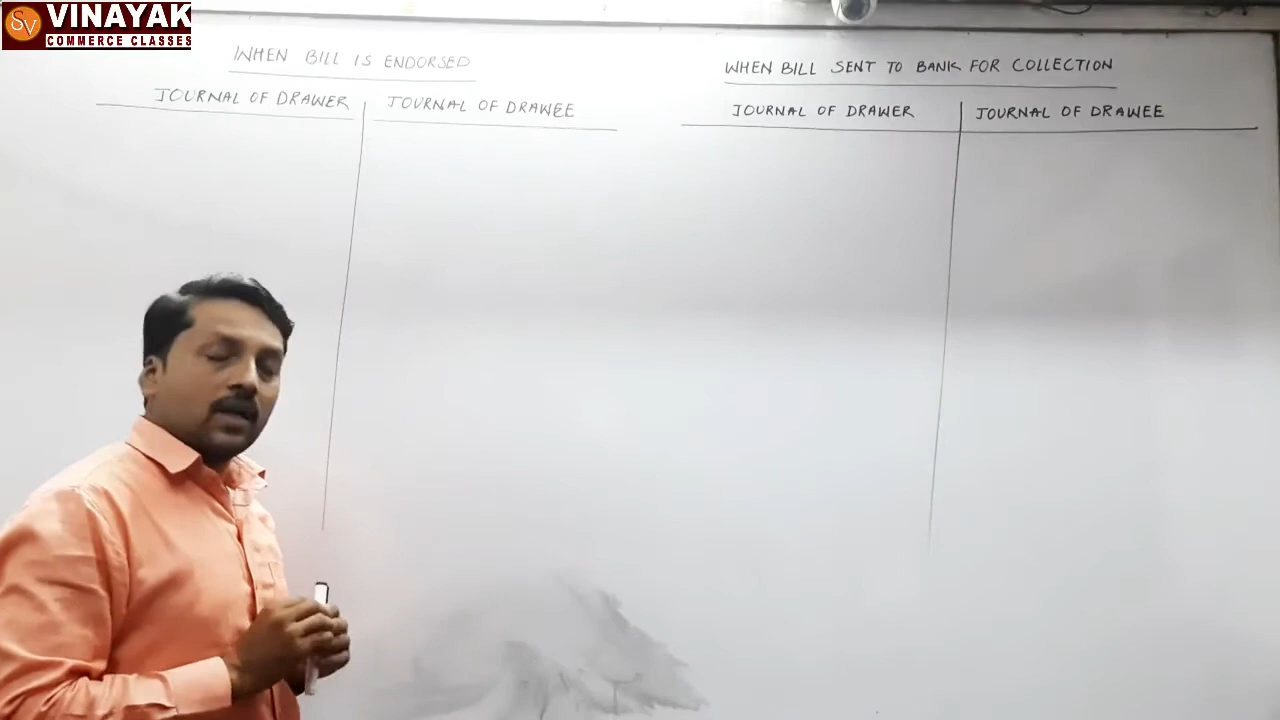 SV VINAYAK
COMMERCE CLASSES
WHEN BILL IS ENDORSED
JOURNAL OF DRAWER
JOURNAL OF DRAWEE
WHEN BILL SENT TO BANK FOR COLLECTION
JOURNAL OF DRAWER
JOURNAL OF DRAWEE